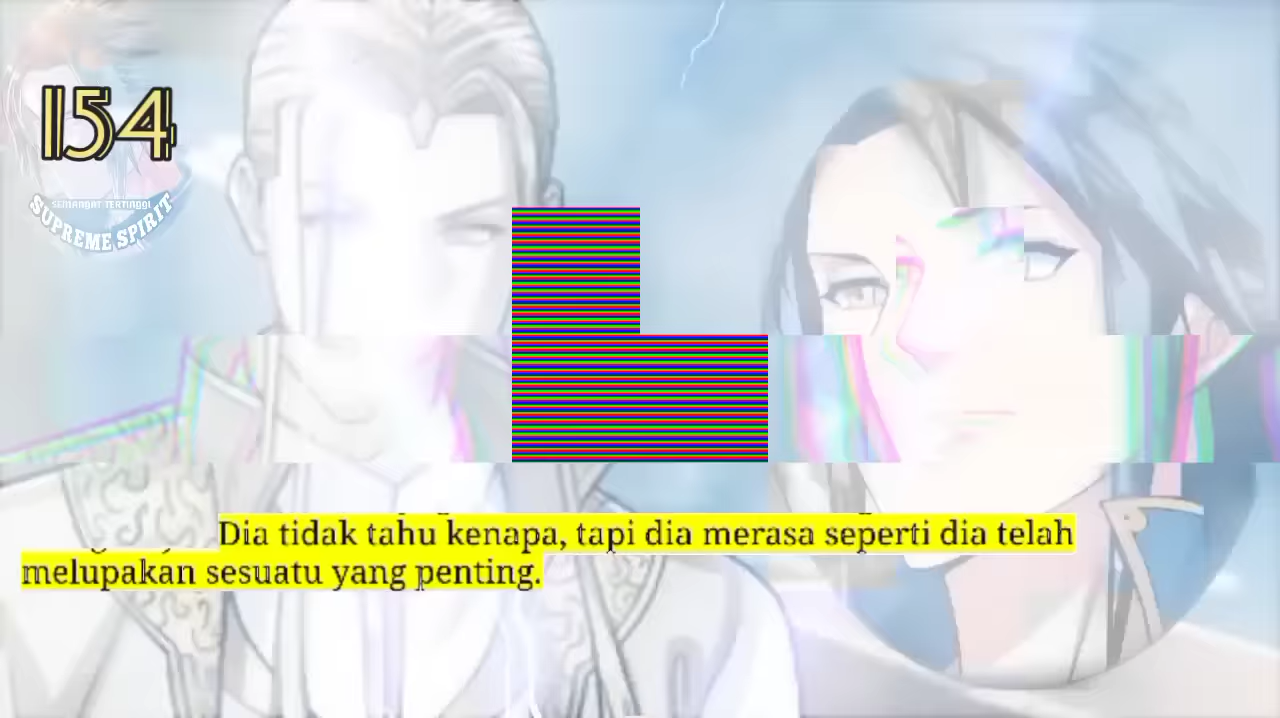 154
SEMANGAT TERTINGGI
SUPREME SPIRIT
Dia tidak tahu kenapa, tapi dia merasa seperti dia telah
melupakan sesuatu yang penting.